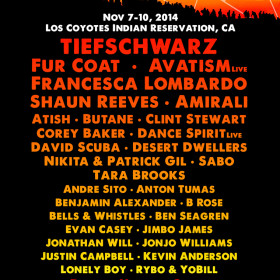 Nov 7-10, 2014
Los Coyotes Indian Reservation, CA
Tiefschwarz
Fur Coat · Avatism LIVE
Francesca Lombardo
Shaun Reeves · Amirali
Atish · Butane · Clint Stewart
Corey Baker · Dance Spirit LIVE
David Scuba · Desert Dwellers
Nikita & Patrick Gil · Sabo
Tara Brooks
Andre Sito · Anton Tumas
Benjamin Alexander · B Rose
Bells & Whistles · Ben Seagren
Evan Casey · Jimbo James
Jonathan Will · Jonjo Williams
Justin Campbell · Kevin Anderson
Lonely Boy · Rybo & YoBill